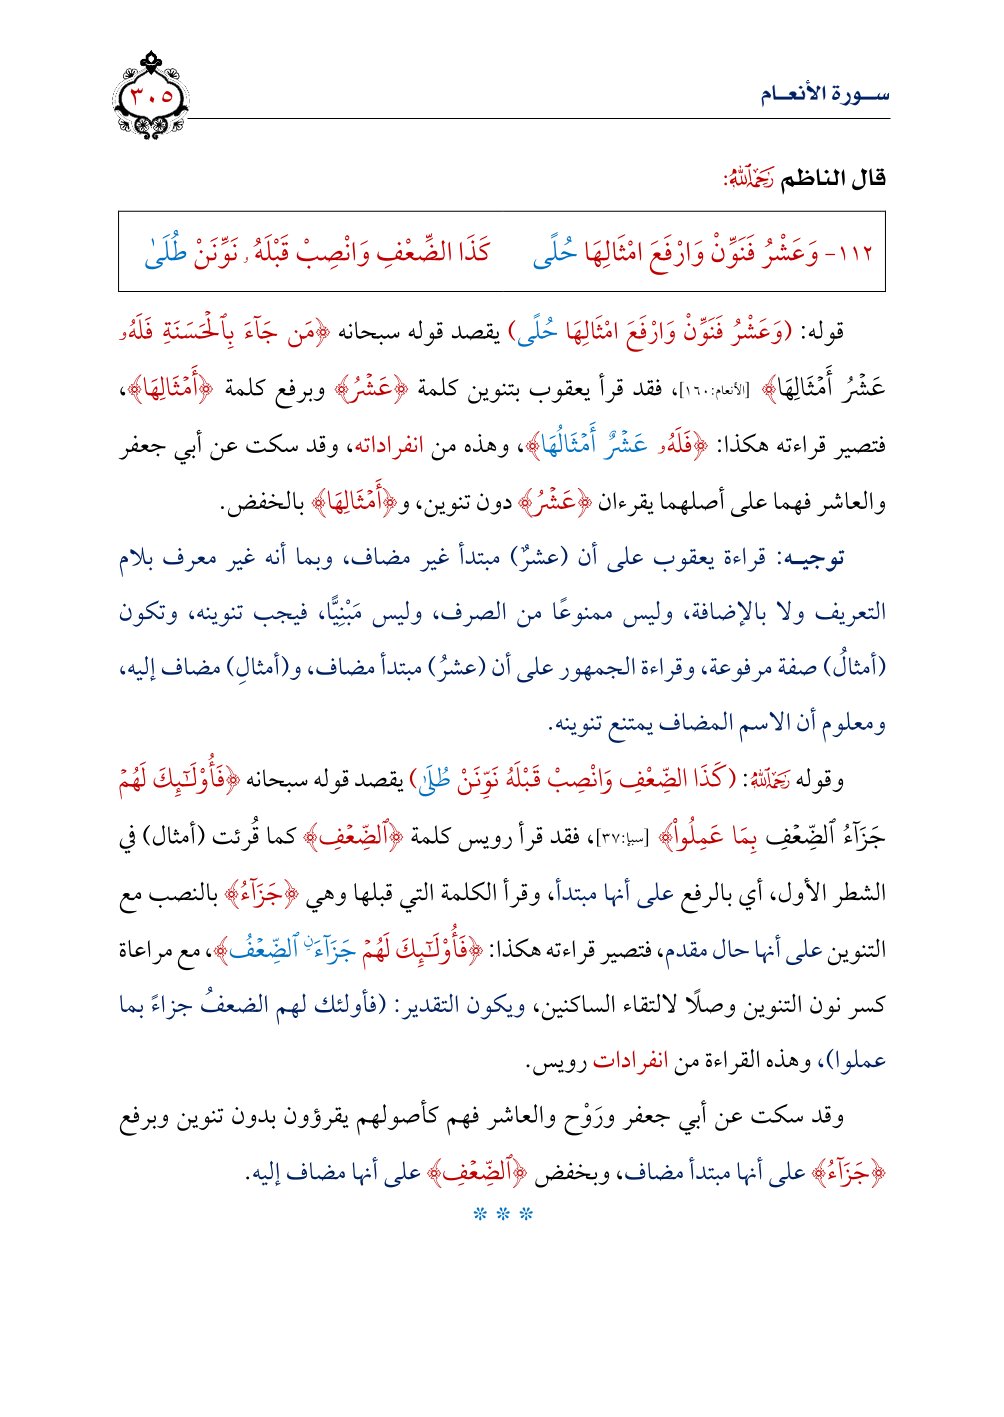 سـورة الأنعـام
٣٠٥
قال الناظم رَحِمَهُ ٱللَّهُ:
١١٢- وَعَشْرُ فَنَوِّنْ وَارْفَعَ امْثَالِهَا حُلًى كَذَا الضِّعْفِ وَانْصِبْ قَبْلَهُۥ نَوِّنَنْ طُلَىٰ
قوله: (وَعَشْرُ فَنَوِّنْ وَارْفَعَ امْثَالِهَا حُلًى) يقصد قوله سبحانه ﴿مَن جَآءَ بِٱلْحَسَنَةِ فَلَهُۥ
عَشْرُ أَمْثَالِهَا﴾ [الأنعام:١٦٠]، فقد قرأ يعقوب بتنوين كلمة ﴿عَشْرُ﴾ وبرفع كلمة ﴿أَمْثَالِهَا﴾،
فتصير قراءته هكذا: ﴿فَلَهُۥ عَشْرٌ أَمْثَالُهَا﴾، وهذه من انفراداته، وقد سكت عن أبي جعفر
والعاشر فهما على أصلهما يقرءان ﴿عَشْرُ﴾ دون تنوين، و﴿أَمْثَالِهَا﴾ بالخفض.
توجيـه: قراءة يعقوب على أن (عشرٌ) مبتدأ غير مضاف، وبما أنه غير معرف بلام
التعريف ولا بالإضافة، وليس ممنوعًا من الصرف، وليس مَبْنِيًّا، فيجب تنوينه، وتكون
(أمثالُ) صفة مرفوعة، وقراءة الجمهور على أن (عشرُ) مبتدأ مضاف، و(أمثالِ) مضاف إليه،
ومعلوم أن الاسم المضاف يمتنع تنوينه.
وقوله رَحِمَهُ ٱللَّهُ: (كَذَا الضِّعْفِ وَانْصِبْ قَبْلَهُ نَوِّنَنْ طُلَىٰ) يقصد قوله سبحانه ﴿فَأُوْلَـٰٓئِكَ لَهُمْ
جَزَآءُ ٱلضِّعْفِ بِمَا عَمِلُوا۟﴾ [سبإ:٣٧]، فقد قرأ رويس كلمة ﴿ٱلضِّعْفِ﴾ كما قُرئت (أمثال) في
الشطر الأول، أي بالرفع على أنها مبتدأ، وقرأ الكلمة التي قبلها وهي ﴿جَزَآءُ﴾ بالنصب مع
التنوين على أنها حال مقدم، فتصير قراءته هكذا: ﴿فَأُوْلَـٰٓئِكَ لَهُمْ جَزَآءَنِ ٱلضِّعْفُ﴾، مع مراعاة
كسر نون التنوين وصلًا لالتقاء الساكنين، ويكون التقدير: (فأولئك لهم الضعفُ جزاءً بما
عملوا)، وهذه القراءة من انفرادات رويس.
وقد سكت عن أبي جعفر ورَوْح والعاشر فهم كأصولهم يقرؤون بدون تنوين وبرفع
﴿جَزَآءُ﴾ على أنها مبتدأ مضاف، وبخفض ﴿ٱلضِّعْفِ﴾ على أنها مضاف إليه.
* * *